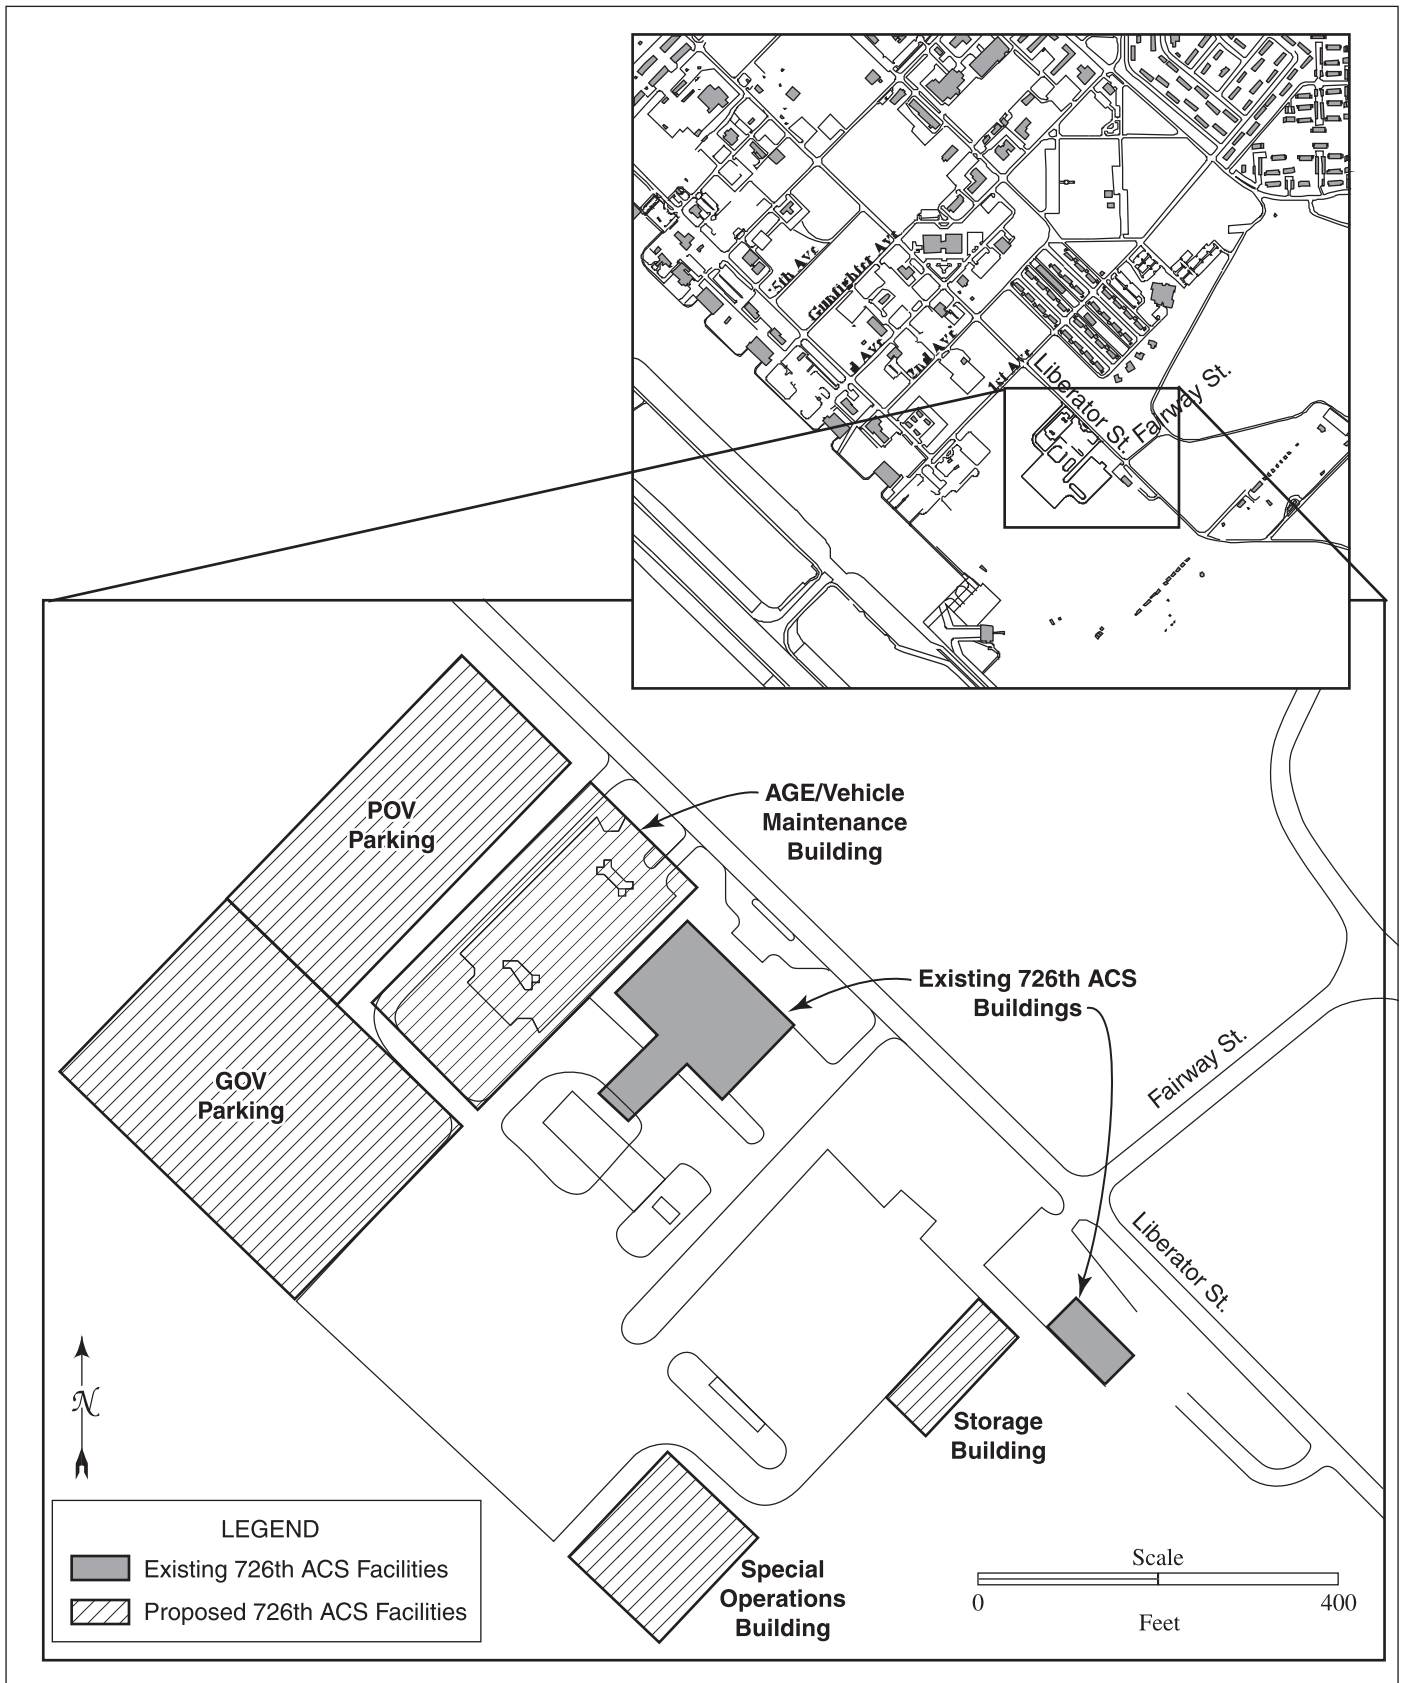 5th Ave
Gunfighter Ave
d Ave
2nd Ave
1st Ave
Liberator St.
Fairway St.
POV
Parking
AGE/Vehicle
Maintenance
Building
Existing 726th ACS
Buildings
GOV
Parking
Fairway St.
Liberator St.
Storage
Building
N
Special
Operations
Building
LEGEND
Existing 726th ACS Facilities
Proposed 726th ACS Facilities
Scale
0
400
Feet